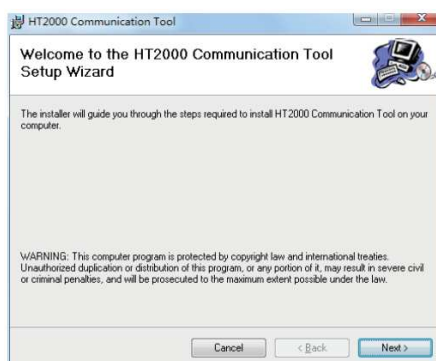 HT2000 Communication Tool
Welcome to the HT2000 Communication Tool
Setup Wizard
The installer will guide you through the steps required to install HT2000 Communication Tool on your
computer.
WARNING: This computer program is protected by copyright law and international treaties.
Unauthorized duplication or distribution of this program, or any portion of it, may result in severe civil
or criminal penalties, and will be prosecuted to the maximum extent possible under the law.
Cancel < Back Next >